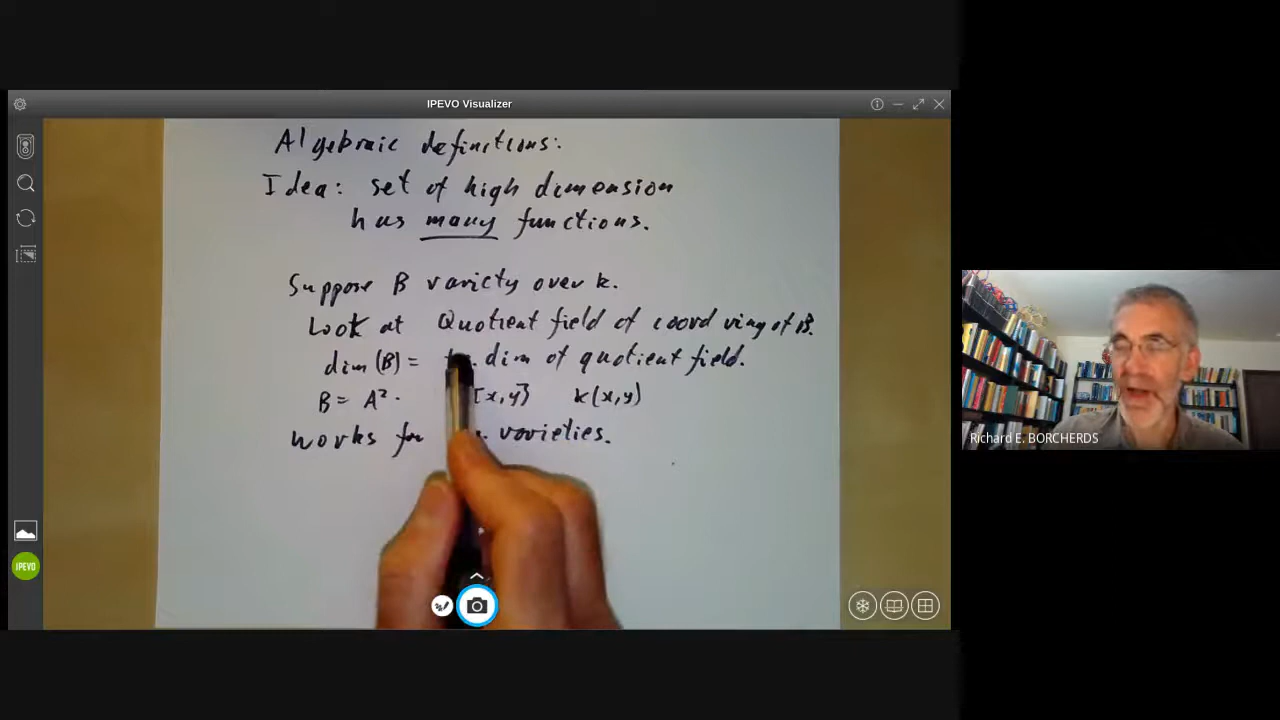 IPEVO Visualizer
Algebraic definitions:
Idea: set of high dimension
has many functions.
Suppose B variety over k.
Look at Quotient field of coord ring of B.
dim (B) = dim of quotient field.
B = A². [x,y] k(x,y)
works for varieties.
Richard E. BORCHERDS
IPEVO